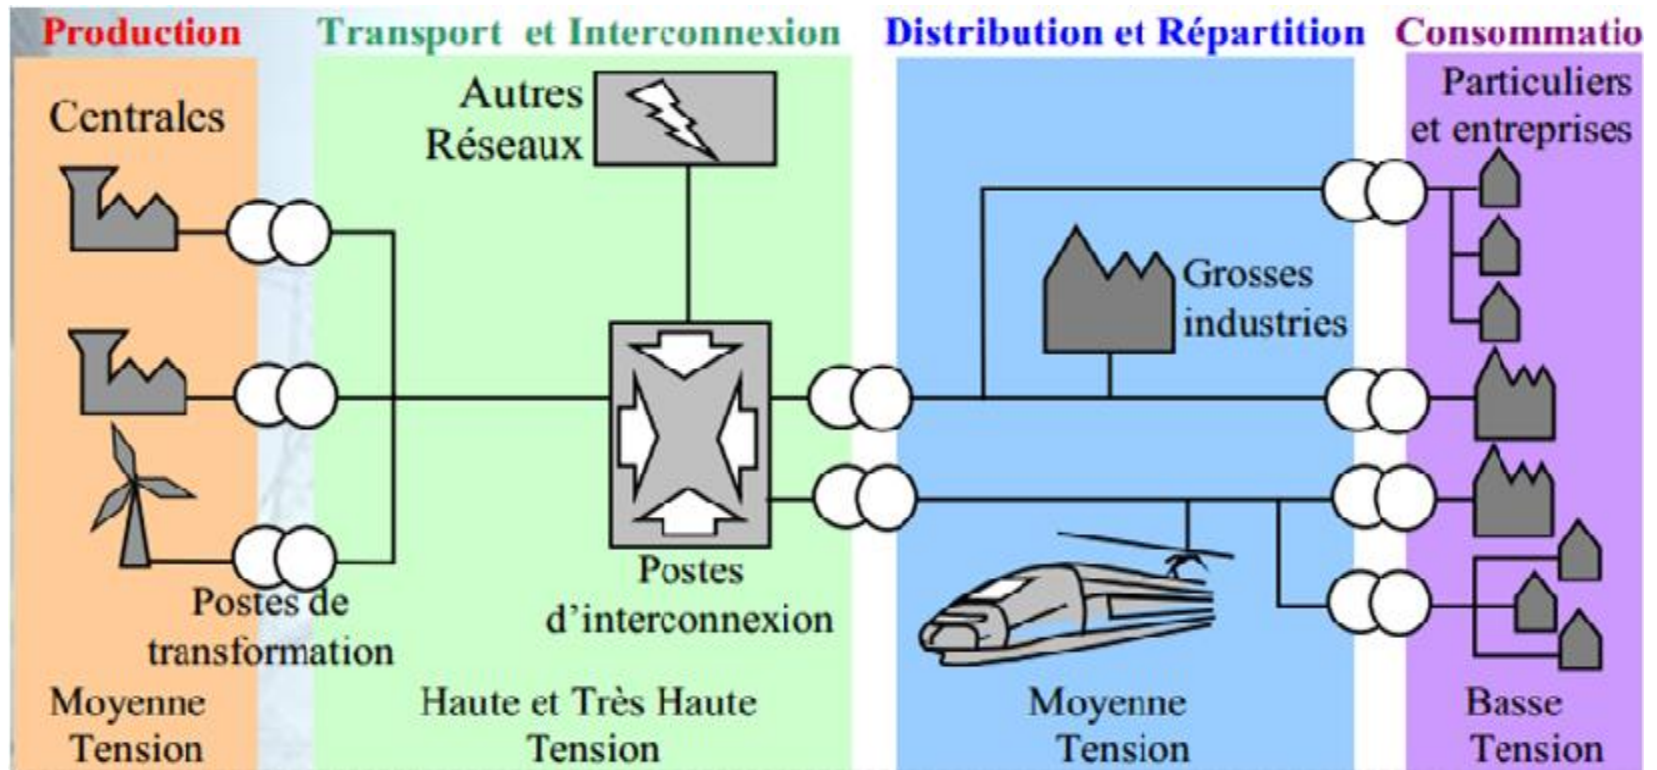 Production
Transport et Interconnexion
Distribution et Répartition
Consommatio
Centrales
Autres
Réseaux
Particuliers
et entreprises
Grosses
industries
Postes de
transformation
Postes
d'interconnexion
Moyenne
Tension
Haute et Très Haute
Tension
Moyenne
Tension
Basse
Tension